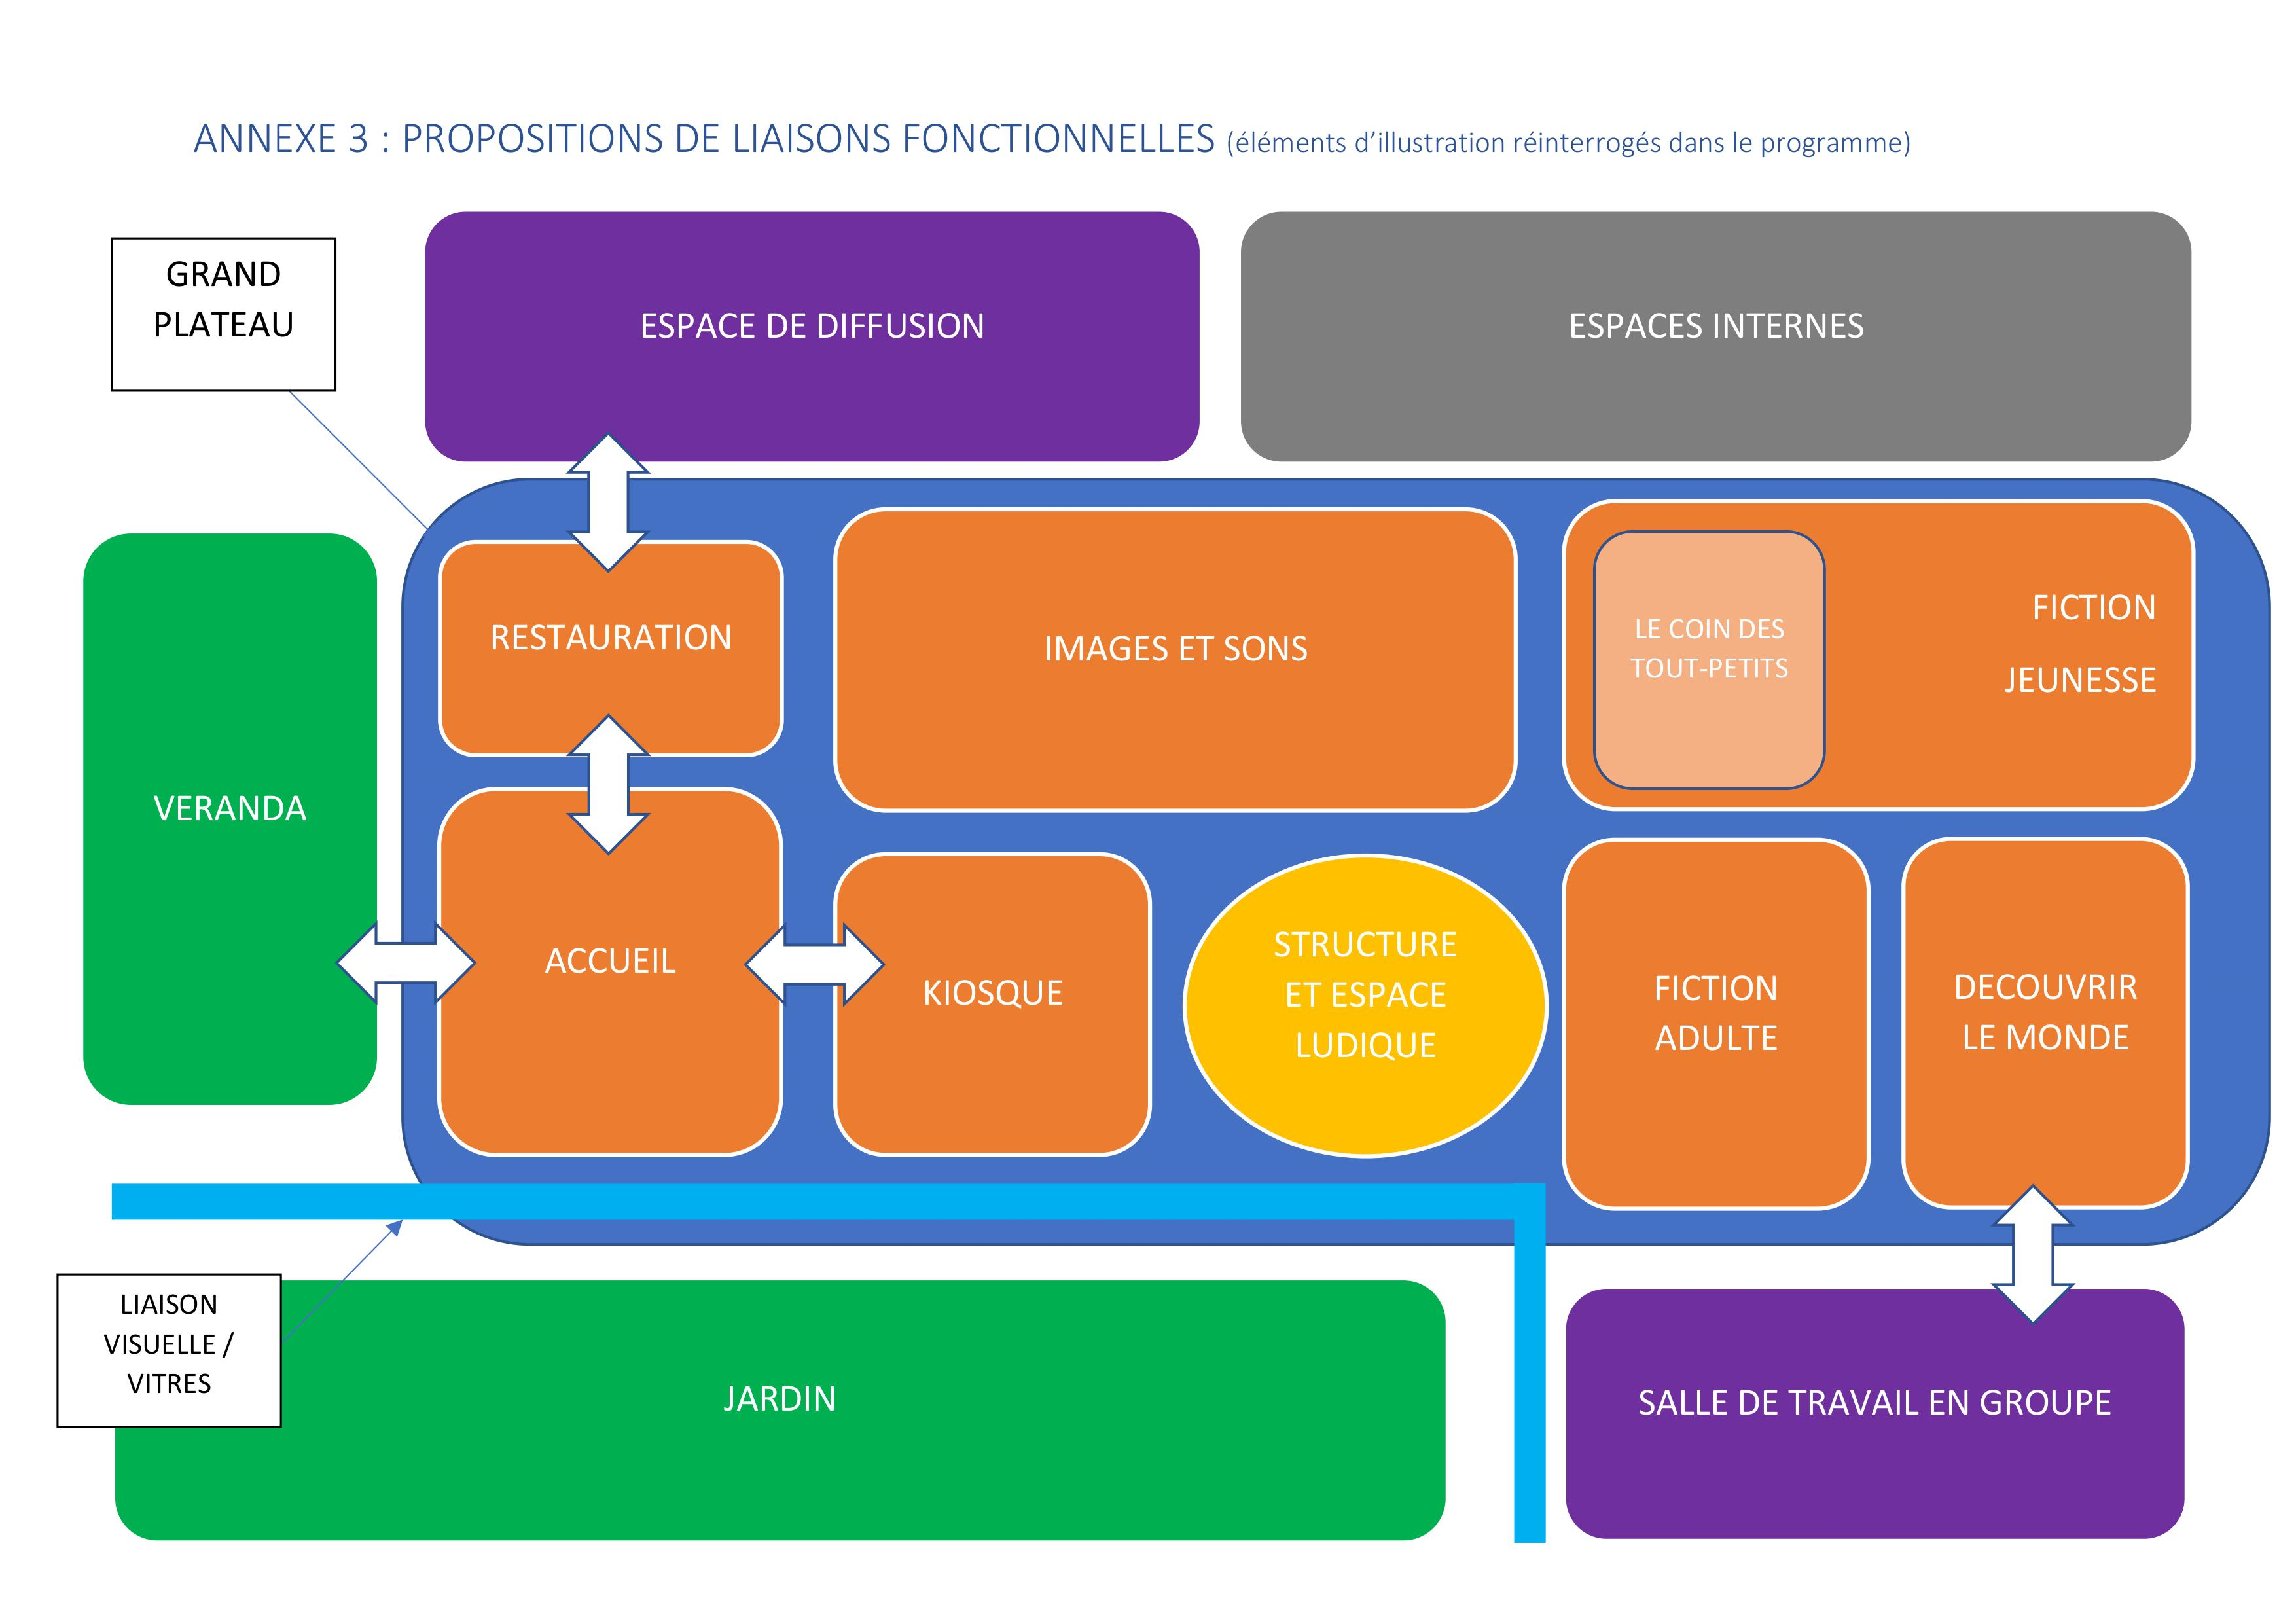 ANNEXE 3 : PROPOSITIONS DE LIAISONS FONCTIONNELLES (éléments d’illustration réinterrogés dans le programme)
GRAND
PLATEAU
ESPACE DE DIFFUSION
ESPACES INTERNES
VERANDA
RESTAURATION
IMAGES ET SONS
LE COIN DES
TOUT-PETITS
FICTION
JEUNESSE
ACCUEIL
KIOSQUE
STRUCTURE
ET ESPACE
LUDIQUE
FICTION
ADULTE
DECOUVRIR
LE MONDE
LIAISON
VISUELLE /
VITRES
JARDIN
SALLE DE TRAVAIL EN GROUPE